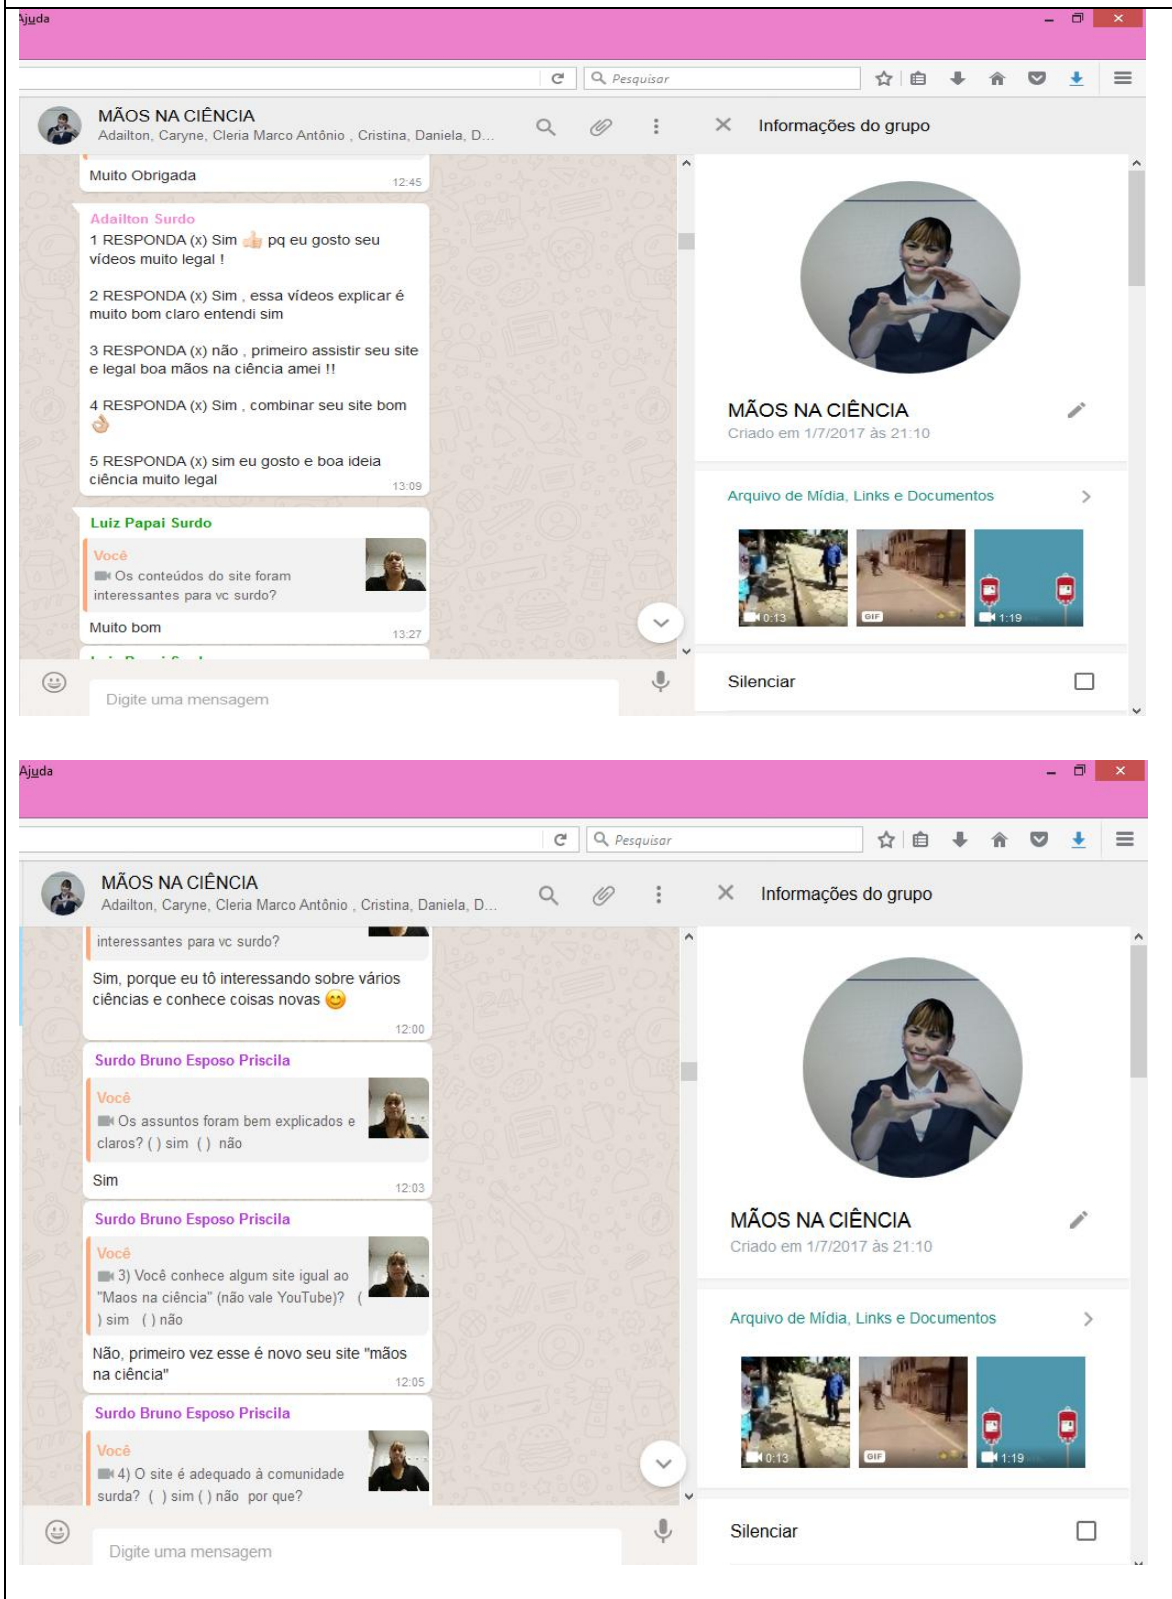 Ajuda
Pesquisar
MÃOS NA CIÊNCIA
Adailton, Caryne, Cleria Marco Antônio , Cristina, Daniela, D...
Informações do grupo
Muito Obrigada
12:45
Adailton Surdo
1 RESPONDA (x) Sim 👍🏻 pq eu gosto seu
vídeos muito legal !
2 RESPONDA (x) Sim , essa vídeos explicar é
muito bom claro entendi sim
3 RESPONDA (x) não , primeiro assistir seu site
e legal boa mãos na ciência amei !!
4 RESPONDA (x) Sim , combinar seu site bom
👌🏻
5 RESPONDA (x) sim eu gosto e boa ideia
ciência muito legal
13:09
Luiz Papai Surdo
Você
Os conteúdos do site foram
interessantes para vc surdo?
Muito bom
13:27
Digite uma mensagem
MÃOS NA CIÊNCIA
Criado em 1/7/2017 às 21:10
Arquivo de Mídia, Links e Documentos
0:13
GIF
1:19
Silenciar
Ajuda
Pesquisar
MÃOS NA CIÊNCIA
Adailton, Caryne, Cleria Marco Antônio , Cristina, Daniela, D...
Informações do grupo
interessantes para vc surdo?
Sim, porque eu tô interessando sobre vários
ciências e conhece coisas novas 😊
12:00
Surdo Bruno Esposo Priscila
Você
Os assuntos foram bem explicados e
claros? ( ) sim ( ) não
Sim
12:03
Surdo Bruno Esposo Priscila
Você
3) Você conhece algum site igual ao
"Maos na ciência" (não vale YouTube)? (
) sim ( ) não
Não, primeiro vez esse é novo seu site "mãos
na ciência"
12:05
Surdo Bruno Esposo Priscila
Você
4) O site é adequado à comunidade
surda? ( ) sim ( ) não por que?
Digite uma mensagem
MÃOS NA CIÊNCIA
Criado em 1/7/2017 às 21:10
Arquivo de Mídia, Links e Documentos
0:13
GIF
1:19
Silenciar